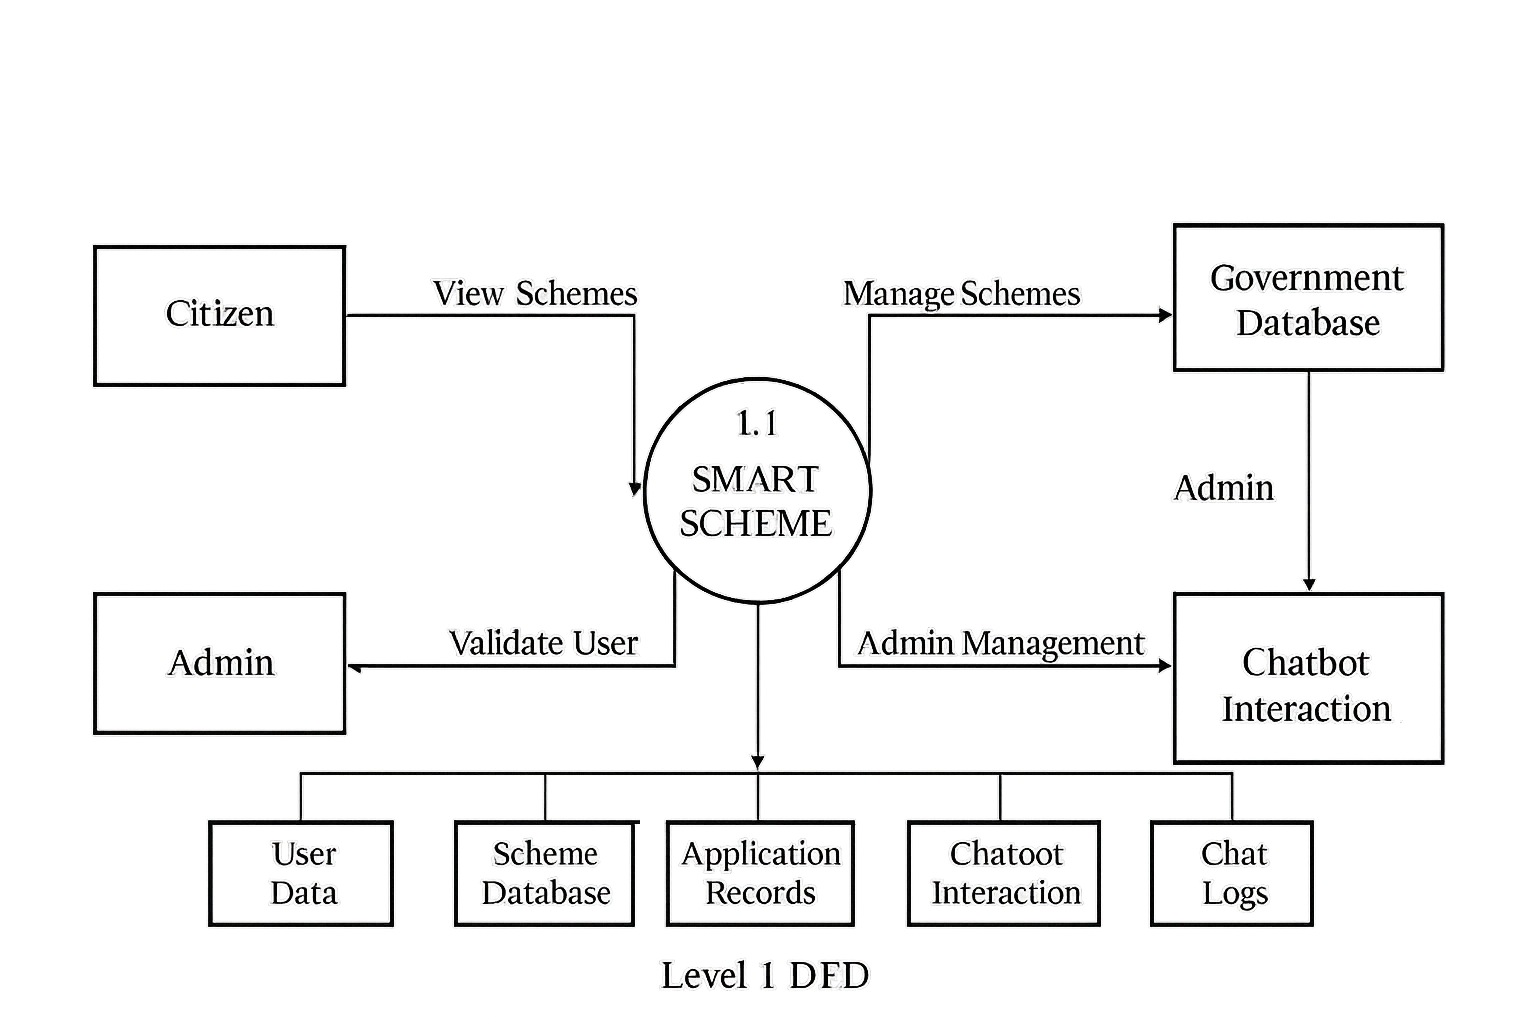 Citizen
View Schemes
Manage Schemes
Government
Database
1.1
SMART
SCHEME
Admin
Admin
Validate User
Admin Management
Chatbot
Interaction
User
Data
Scheme
Database
Application
Records
Chatoot
Interaction
Chat
Logs
Level 1 DFD